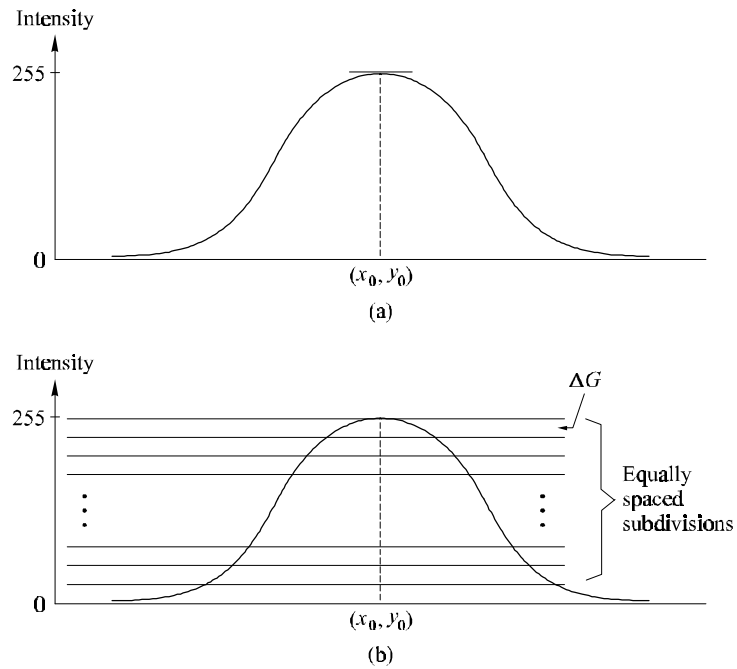 Intensity
255
0
(x₀, y₀)
(a)
Intensity
ΔG
255
Equally
spaced
subdivisions
0
(x₀, y₀)
(b)